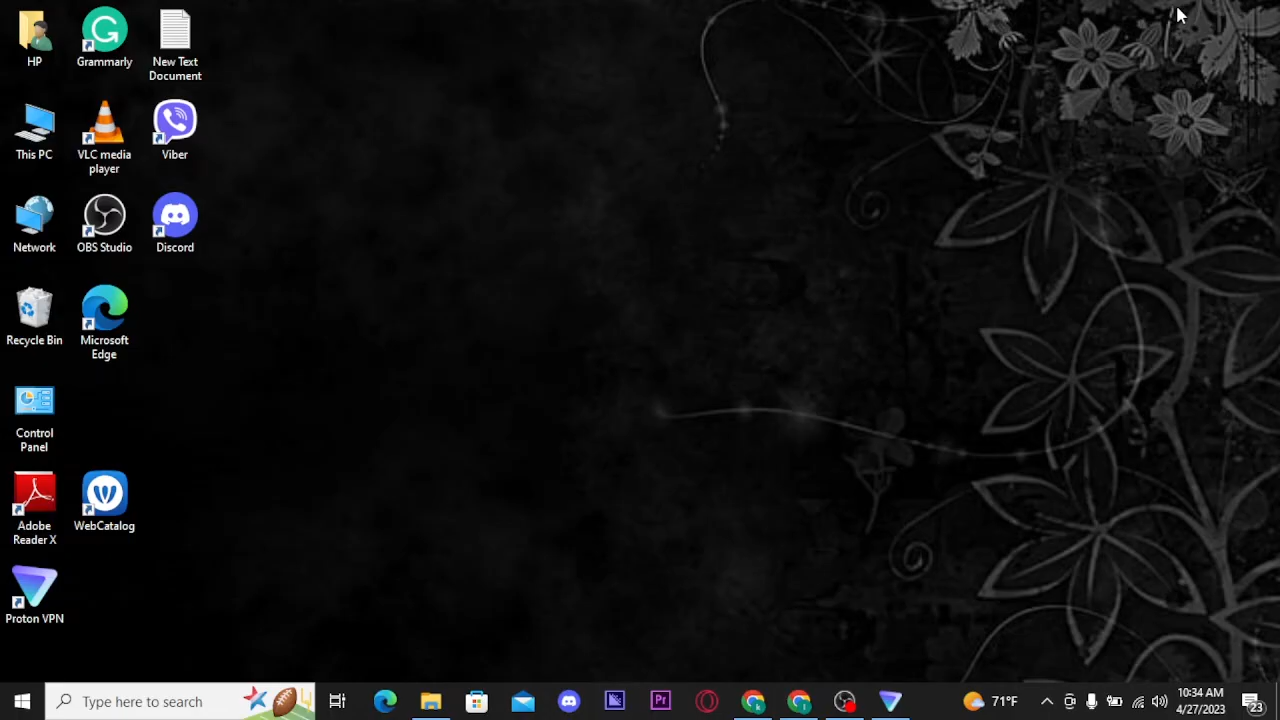 HP
Grammarly
New Text
Document
This PC
VLC media
player
Viber
Network
OBS Studio
Discord
Recycle Bin
Microsoft
Edge
Control
Panel
Adobe
Reader X
WebCatalog
Proton VPN
Type here to search
Pr
k
t
71°F
10:34 AM
4/27/2023
23